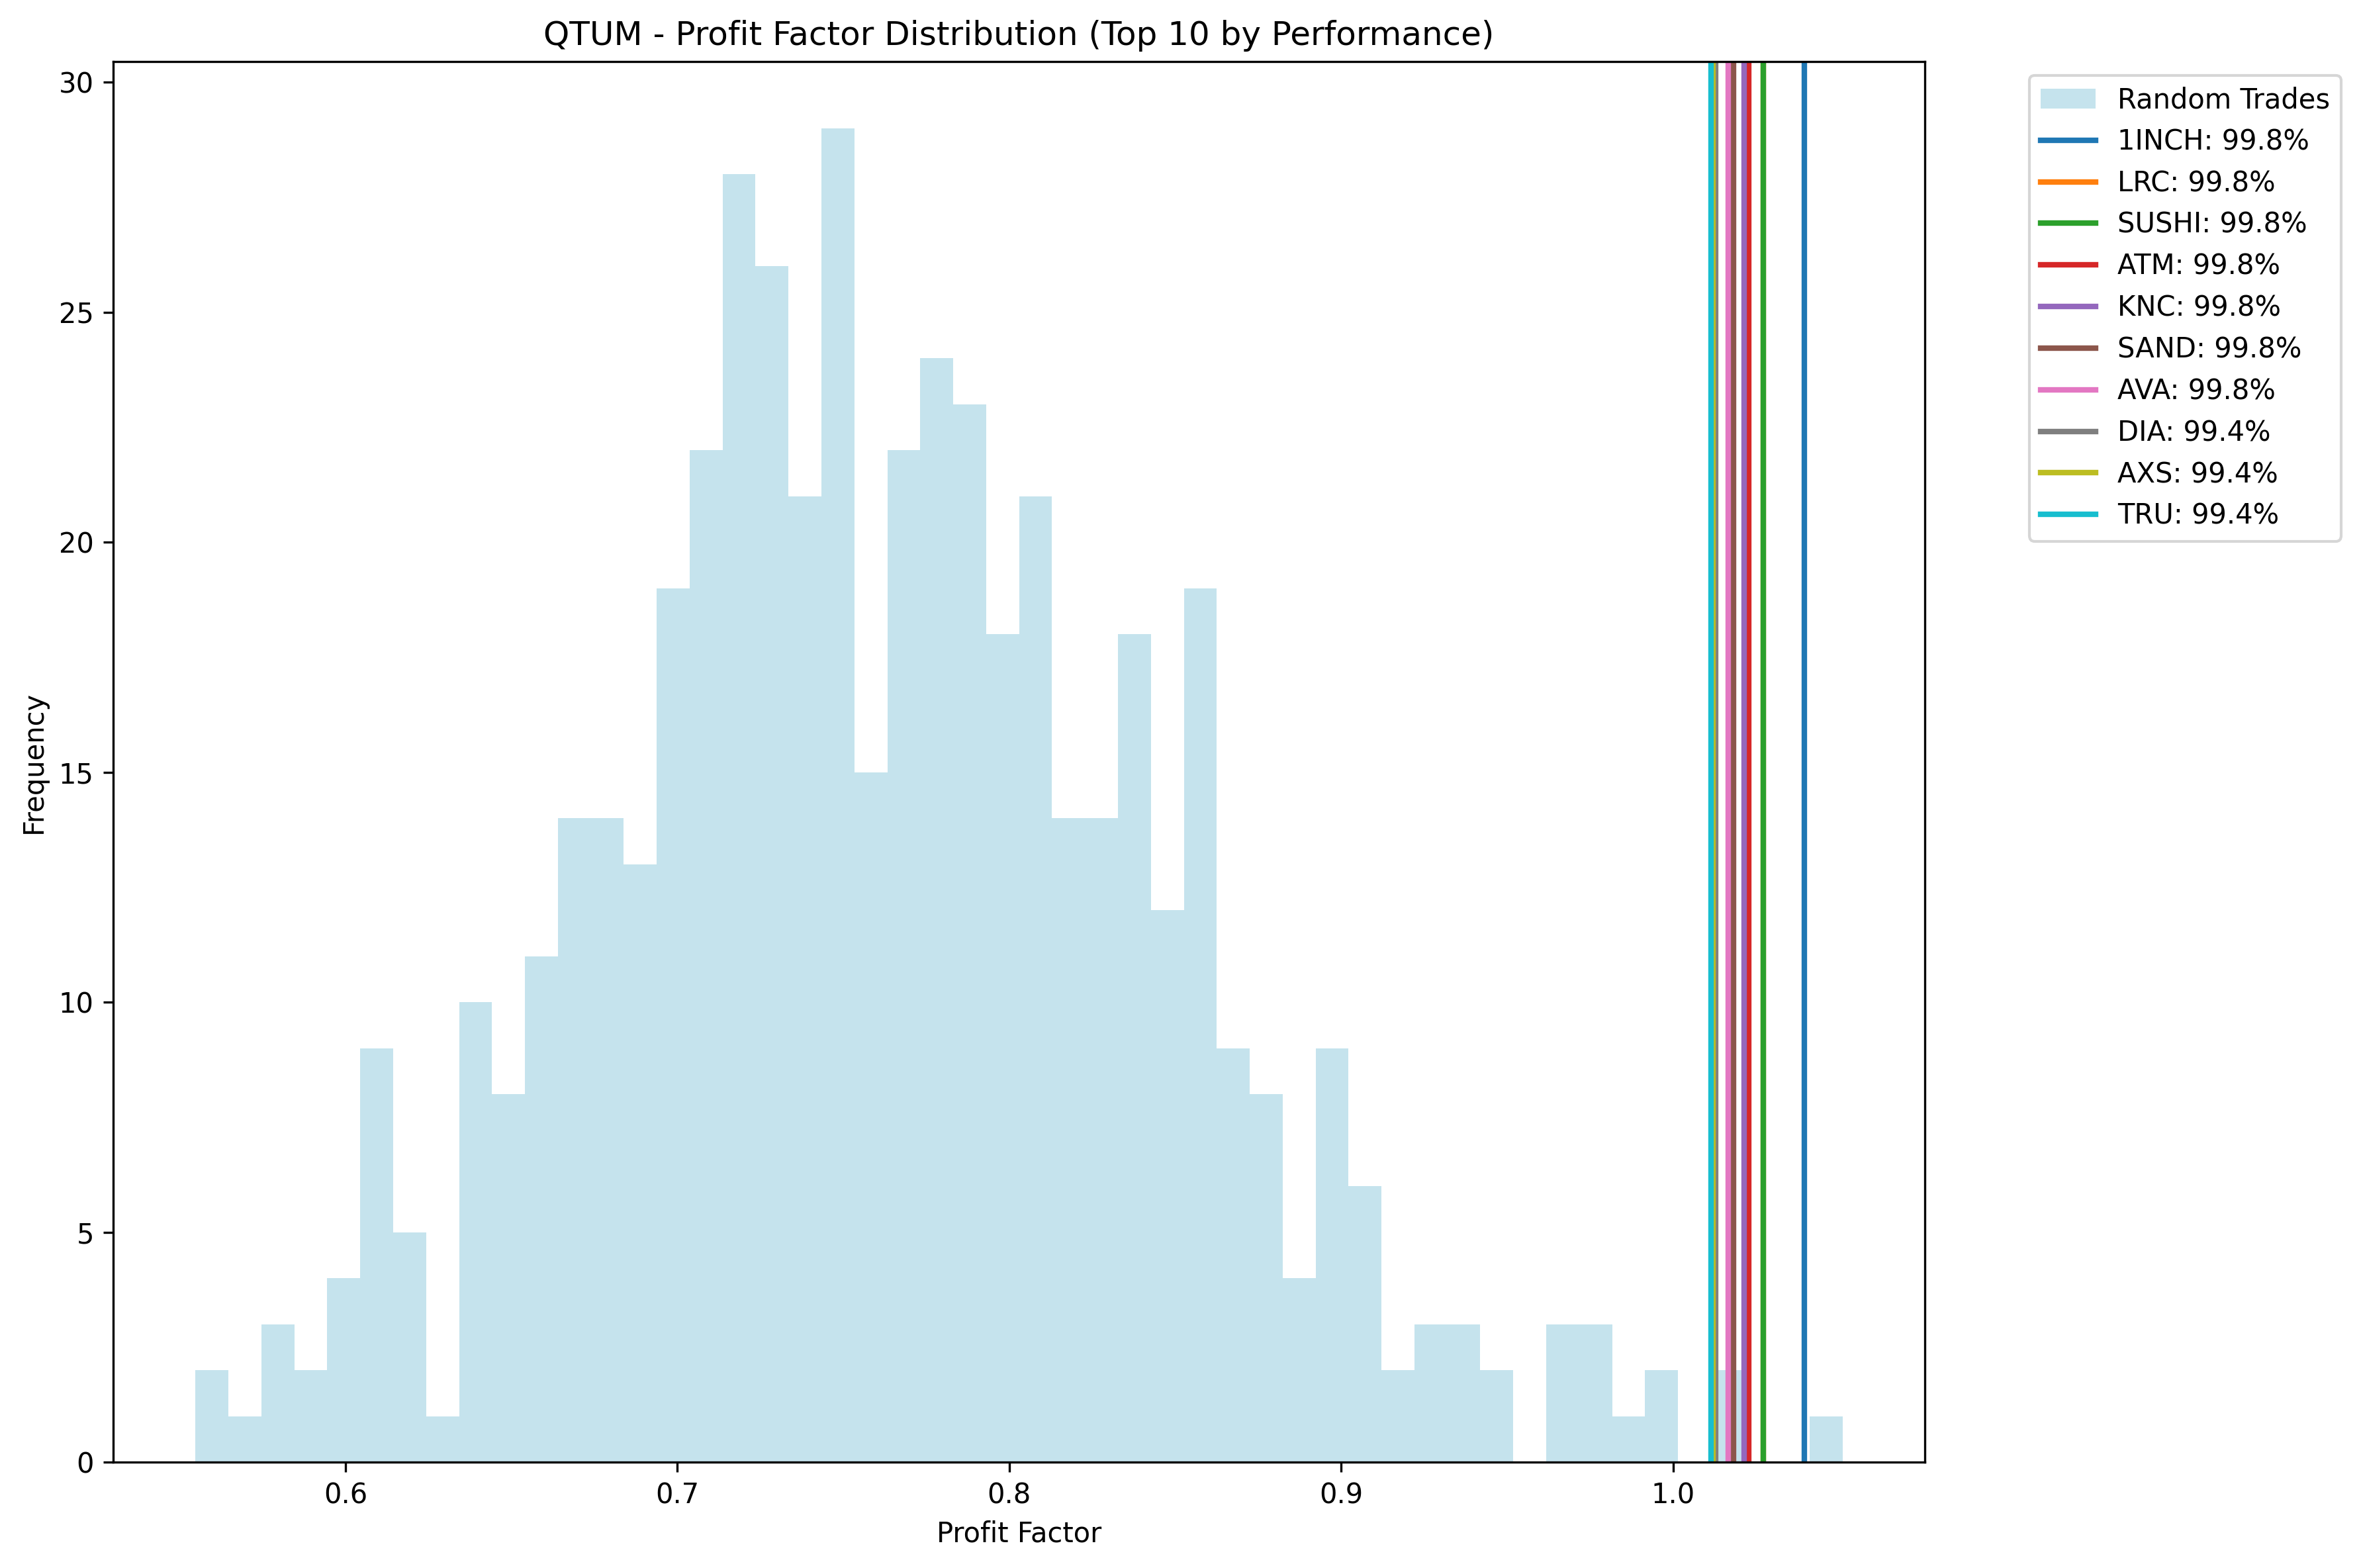 QTUM - Profit Factor Distribution (Top 10 by Performance)
30
25
20
15
10
5
0
Frequency
0.6
0.7
0.8
0.9
1.0
Profit Factor
Random Trades
1INCH: 99.8%
LRC: 99.8%
SUSHI: 99.8%
ATM: 99.8%
KNC: 99.8%
SAND: 99.8%
AVA: 99.8%
DIA: 99.4%
AXS: 99.4%
TRU: 99.4%